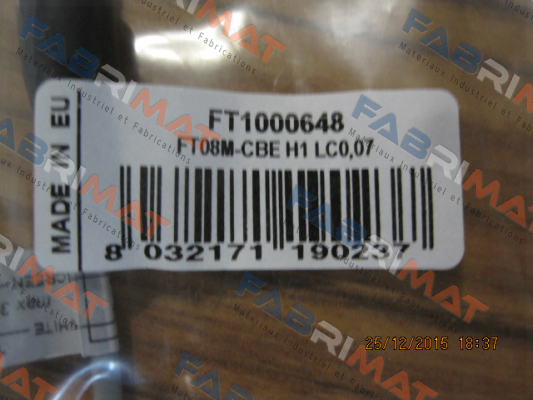 MADE IN EU
FT1000648
FT08M-CBE H1 LC0,07
8 032171 190237
WHITE
25/12/2015 18:37
FABRIMAT
Materiaux Industriel et Fabrications